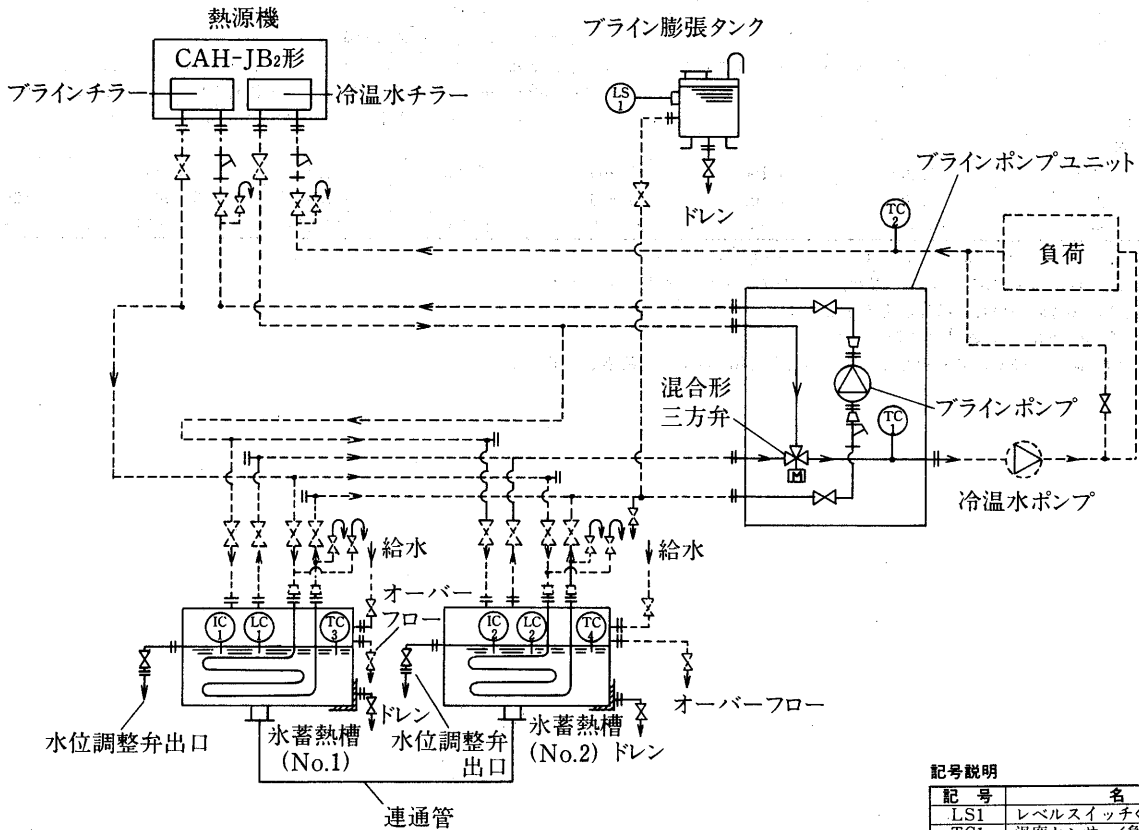 熱源機
CAH-JB₂形
ブラインチラー
冷温水チラー
ブライン膨張タンク
LS
1
ドレン
ブラインポンプユニット
TC
2
負荷
混合形
三方弁
ブラインポンプ
TC
1
M
冷温水ポンプ
給水
給水
オーバー
フロー
IC
1
LC
1
TC
3
IC
2
LC
2
TC
4
オーバーフロー
ドレン
水位調整弁出口
氷蓄熱槽
(No.1)
水位調整弁
出口
氷蓄熱槽
(No.2)
ドレン
連通管
記号説明
記 号
名
LS1
レベルスイッチ